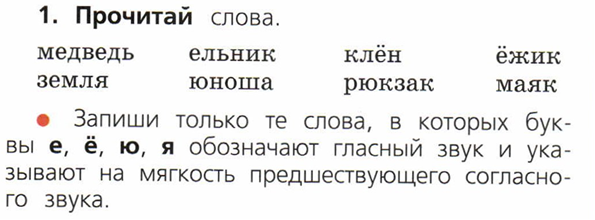 1. Прочитай слова.
медведь ельник клён ёжик
земля юноша рюкзак маяк
● Запиши только те слова, в которых бук-
вы е, ё, ю, я обозначают гласный звук и ука-
зывают на мягкость предшествующего согласно-
го звука.